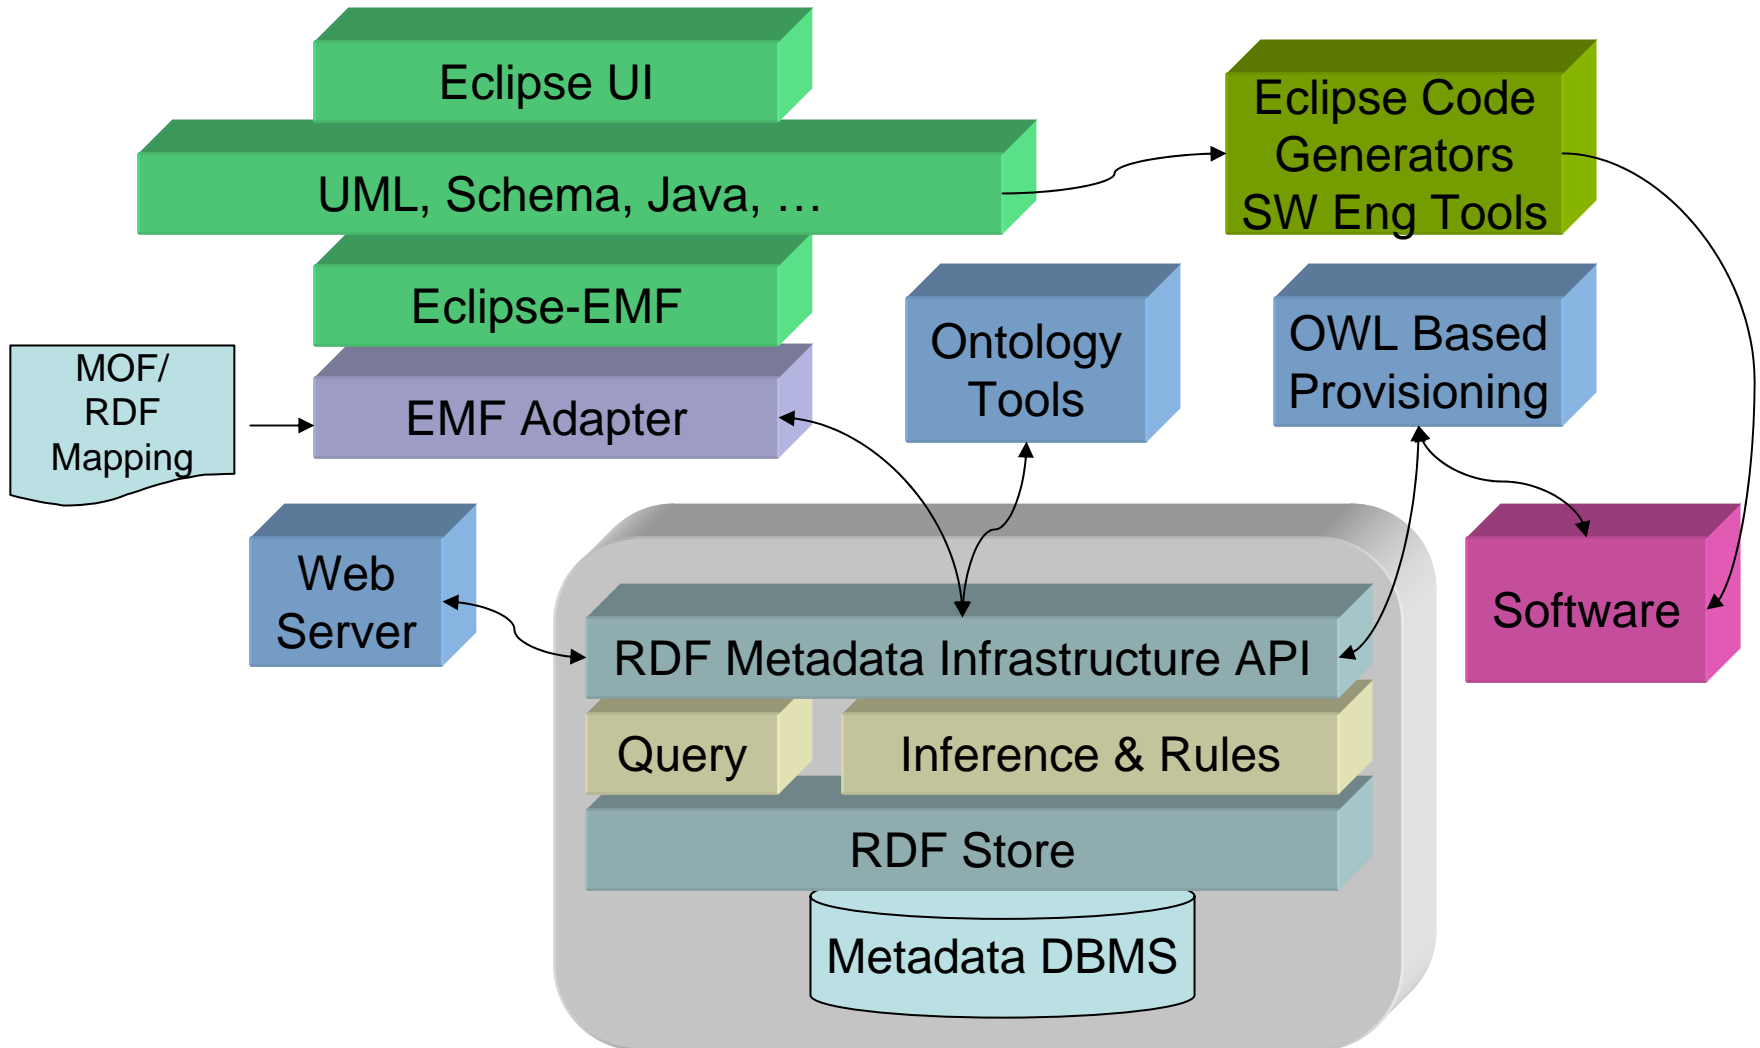 Eclipse UI
UML, Schema, Java, …
Eclipse-EMF
EMF Adapter
MOF/
RDF
Mapping
Eclipse Code
Generators
SW Eng Tools
Ontology
Tools
OWL Based
Provisioning
Web
Server
Software
RDF Metadata Infrastructure API
Query
Inference & Rules
RDF Store
Metadata DBMS